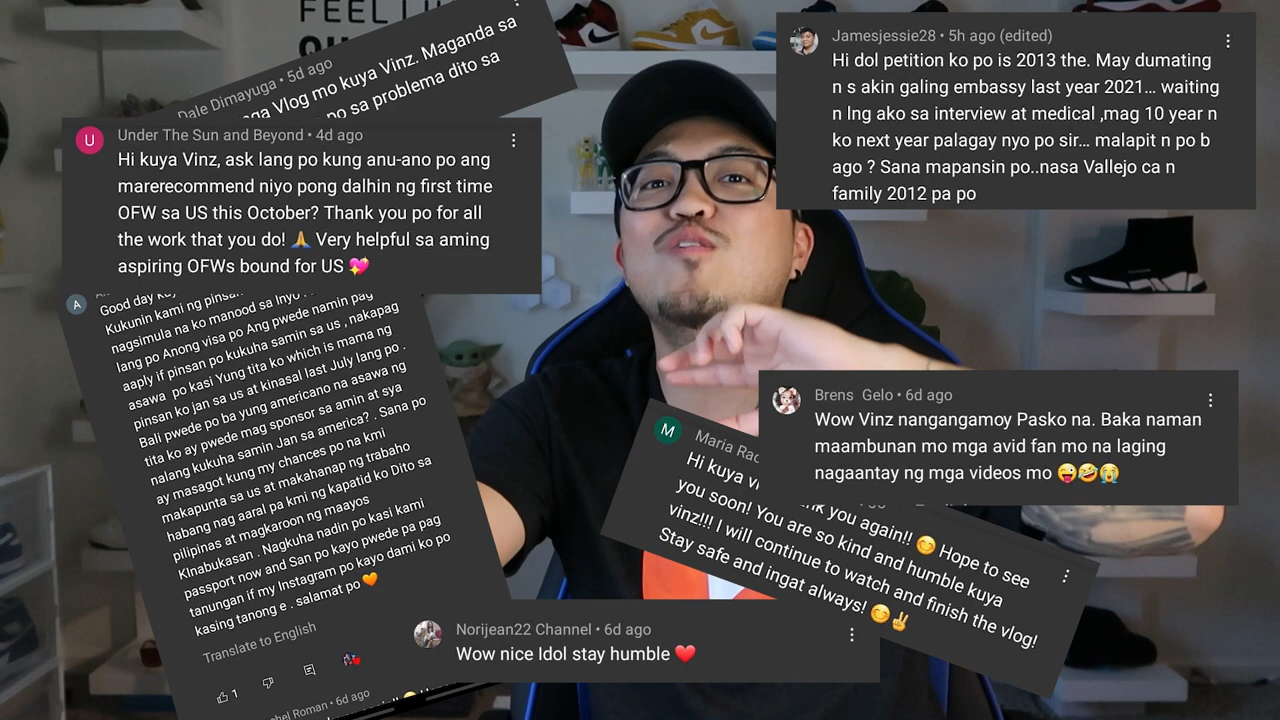 FEEL
Dale Dimayuga • 5d ago
Vlog mo kuya Vinz. Maganda sa
po sa problema dito sa
U
Under The Sun and Beyond • 4d ago
Hi kuya Vinz, ask lang po kung anu-ano po ang
marerecommend niyo pong dalhin ng first time
OFW sa US this October? Thank you po for all
the work that you do! 🙏 Very helpful sa aming
aspiring OFWs bound for US 💖
Jamesjessie28 • 5h ago (edited)
Hi dol petition ko po is 2013 the. May dumating
n s akin galing embassy last year 2021... waiting
n lng ako sa interview at medical ,mag 10 year n
ko next year palagay nyo po sir... malapit n po b
ago ? Sana mapansin po..nasa Vallejo ca n
family 2012 pa po
A
Good day
Kukunin kami ng pinsan
nagsimula na ko manood sa Inyo
lang po Anong visa po Ang pwede namin pag
aaply if pinsan po kukuha samin sa us , nakapag
asawa po kasi Yung tita ko which is mama ng
pinsan ko jan sa us at kinasal last July lang po .
Bali pwede po ba yung americano na asawa ng
tita ko ay pwede mag sponsor sa amin at sya
nalang kukuha samin Jan sa america? . Sana po
ay masagot kung my chances po na kmi
makapunta sa us at makahanap ng trabaho
habang nag aaral pa kmi ng kapatid ko Dito sa
pilipinas at magkaroon ng maayos
KInabukasan . Nagkuha nadin po kasi kami
passport now and San po kayo pwede pa pag
tanungan if my Instagram po kayo dami ko po
kasing tanong e . salamat po 🧡
Translate to English
1
Roman • 6d ago
Brens Gelo • 6d ago
Wow Vinz nangangamoy Pasko na. Baka naman
maambunan mo mga avid fan mo na laging
nagaantay ng mga videos mo 😜🤣😭
M
Maria
Hi kuya
you again!! 😊 Hope to see
you soon! You are so kind and humble kuya
vinz!!! I will continue to watch and finish the vlog!
Stay safe and ingat always! 😊✌
Norijean22 Channel • 6d ago
Wow nice Idol stay humble ❤